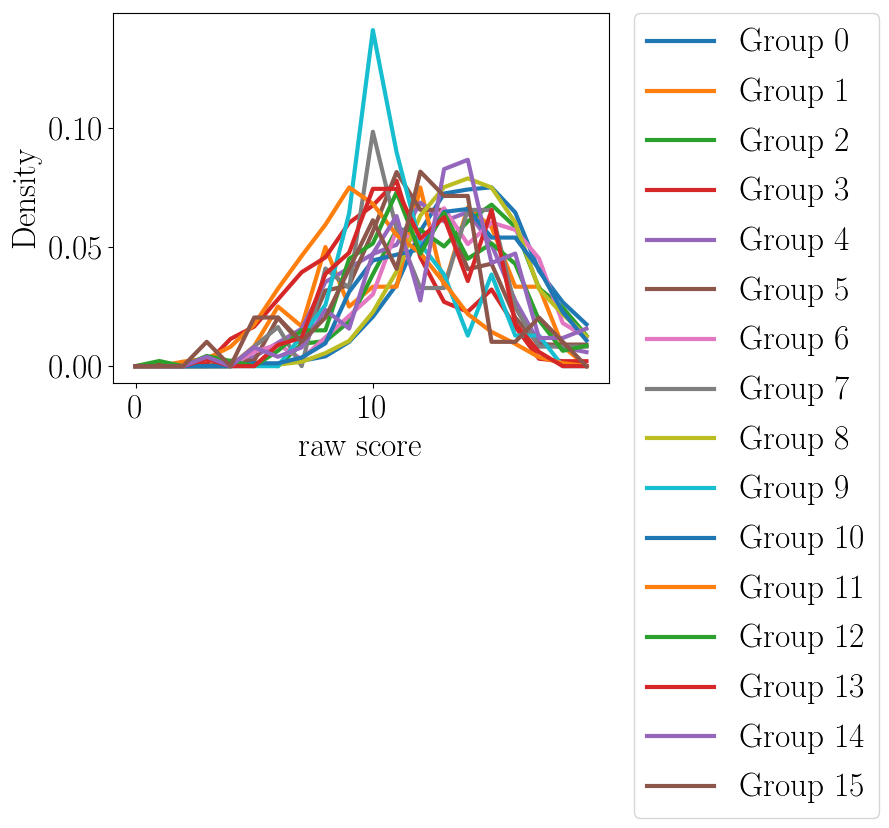 Density
0.10
0.05
0.00
0
10
raw score
Group 0
Group 1
Group 2
Group 3
Group 4
Group 5
Group 6
Group 7
Group 8
Group 9
Group 10
Group 11
Group 12
Group 13
Group 14
Group 15